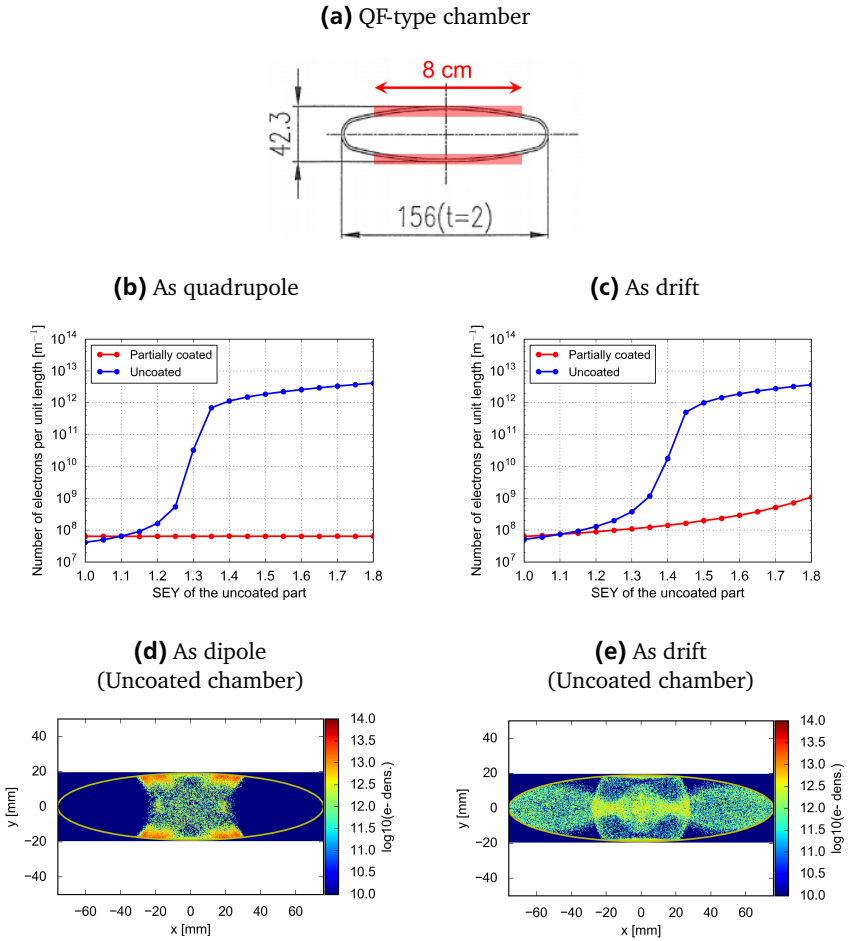 (a) QF-type chamber
8 cm
42.3
156(t=2)
(b) As quadrupole
(c) As drift
Number of electrons per unit length [m⁻¹]
10¹⁴
10¹³
10¹²
10¹¹
10¹⁰
10⁹
10⁸
10⁷
Partially coated
Uncoated
1.0 1.1 1.2 1.3 1.4 1.5 1.6 1.7 1.8
SEY of the uncoated part
Number of electrons per unit length [m⁻¹]
10¹⁴
10¹³
10¹²
10¹¹
10¹⁰
10⁹
10⁸
10⁷
Partially coated
Uncoated
1.0 1.1 1.2 1.3 1.4 1.5 1.6 1.7 1.8
SEY of the uncoated part
(d) As dipole
(Uncoated chamber)
(e) As drift
(Uncoated chamber)
y [mm]
40
20
0
−20
−40
−60 −40 −20 0 20 40 60
x [mm]
14.0
13.5
13.0
12.5
12.0
11.5
11.0
10.5
10.0
log10(e- dens.)
y [mm]
40
20
0
−20
−40
−60 −40 −20 0 20 40 60
x [mm]
14.0
13.5
13.0
12.5
12.0
11.5
11.0
10.5
10.0
log10(e- dens.)